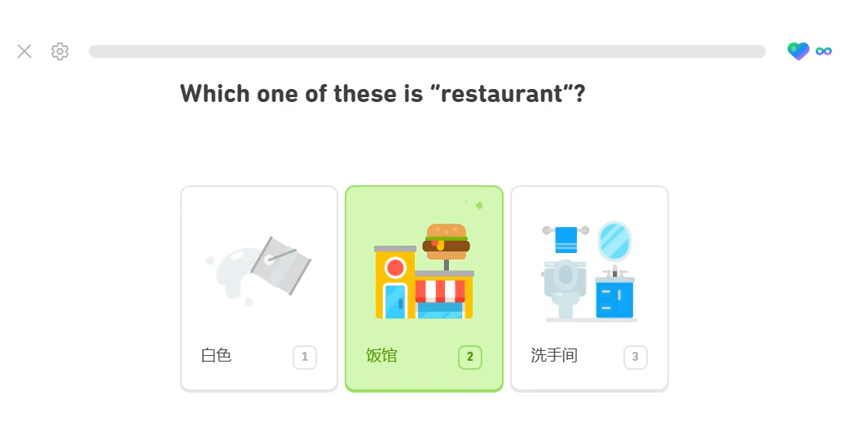 Which one of these is “restaurant”?
白色 1
饭馆 2
洗手间 3